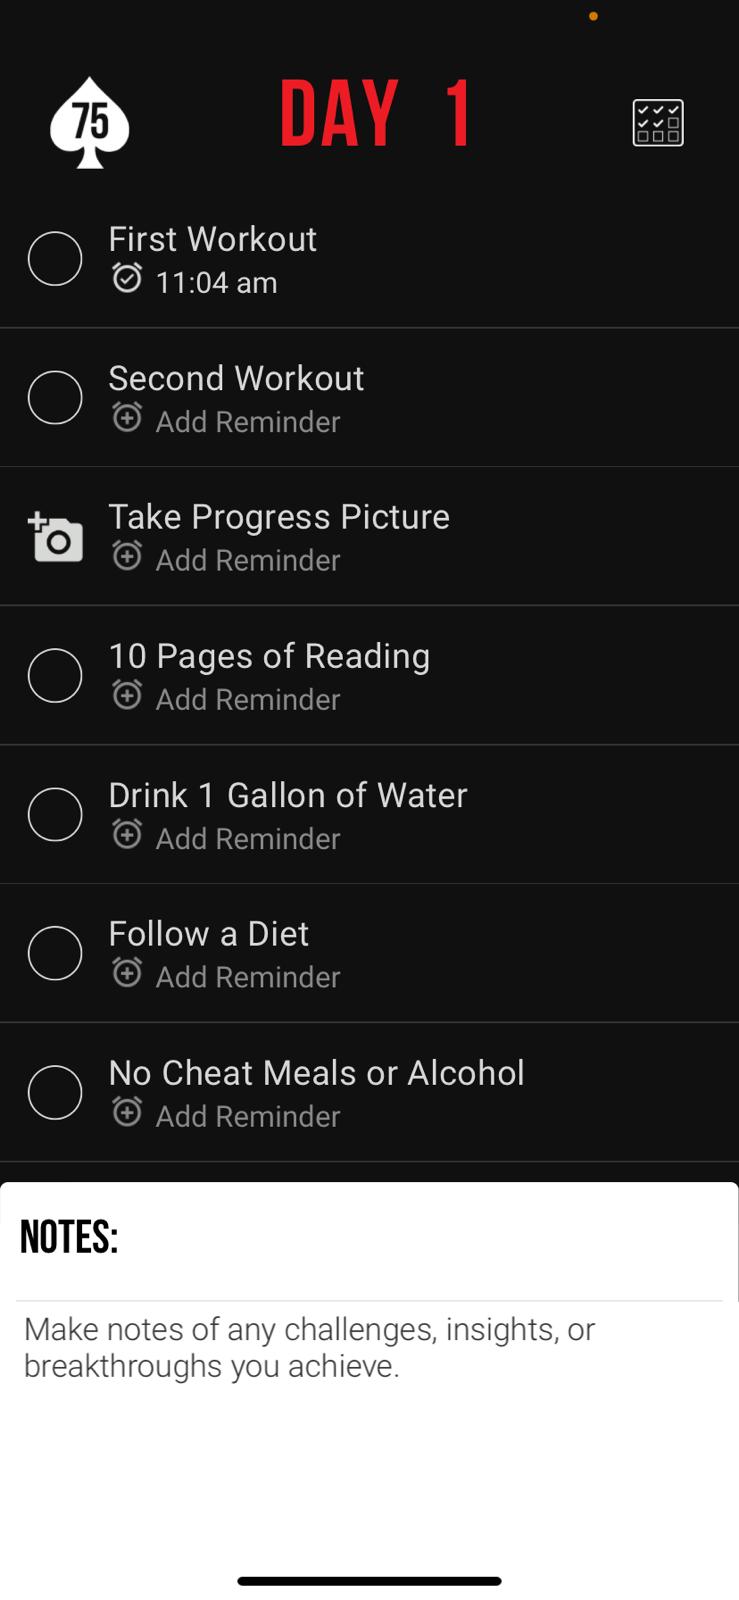 75
DAY 1
First Workout
11:04 am
Second Workout
Add Reminder
Take Progress Picture
Add Reminder
10 Pages of Reading
Add Reminder
Drink 1 Gallon of Water
Add Reminder
Follow a Diet
Add Reminder
No Cheat Meals or Alcohol
Add Reminder
NOTES:
Make notes of any challenges, insights, or
breakthroughs you achieve.